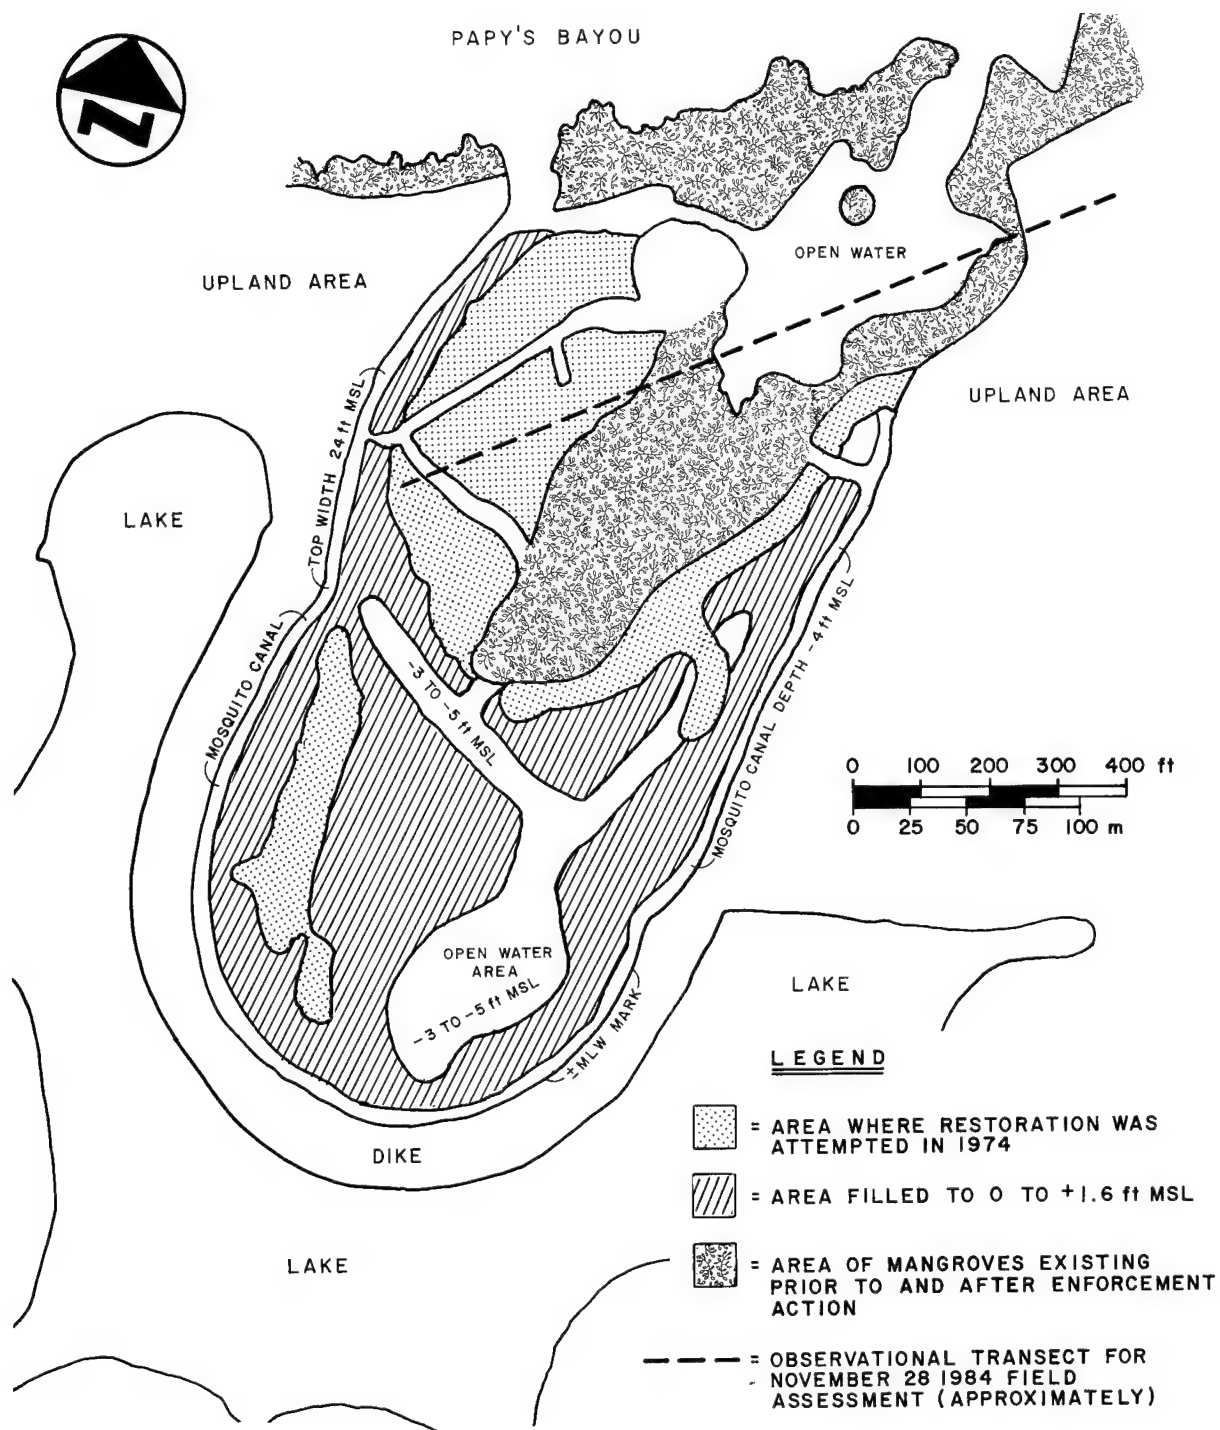 PAPY'S BAYOU
N
OPEN WATER
UPLAND AREA
UPLAND AREA
TOP WIDTH 24 ft MSL
LAKE
MOSQUITO CANAL
-3 TO -5 ft MSL
MOSQUITO CANAL DEPTH -4 ft MSL
0 100 200 300 400 ft
0 25 50 75 100 m
OPEN WATER
AREA
-3 TO -5 ft MSL
LAKE
±MLW MARK
DIKE
LAKE
LEGEND
= AREA WHERE RESTORATION WAS
ATTEMPTED IN 1974
= AREA FILLED TO 0 TO +1.6 ft MSL
= AREA OF MANGROVES EXISTING
PRIOR TO AND AFTER ENFORCEMENT
ACTION
= OBSERVATIONAL TRANSECT FOR
NOVEMBER 28 1984 FIELD
ASSESSMENT (APPROXIMATELY)